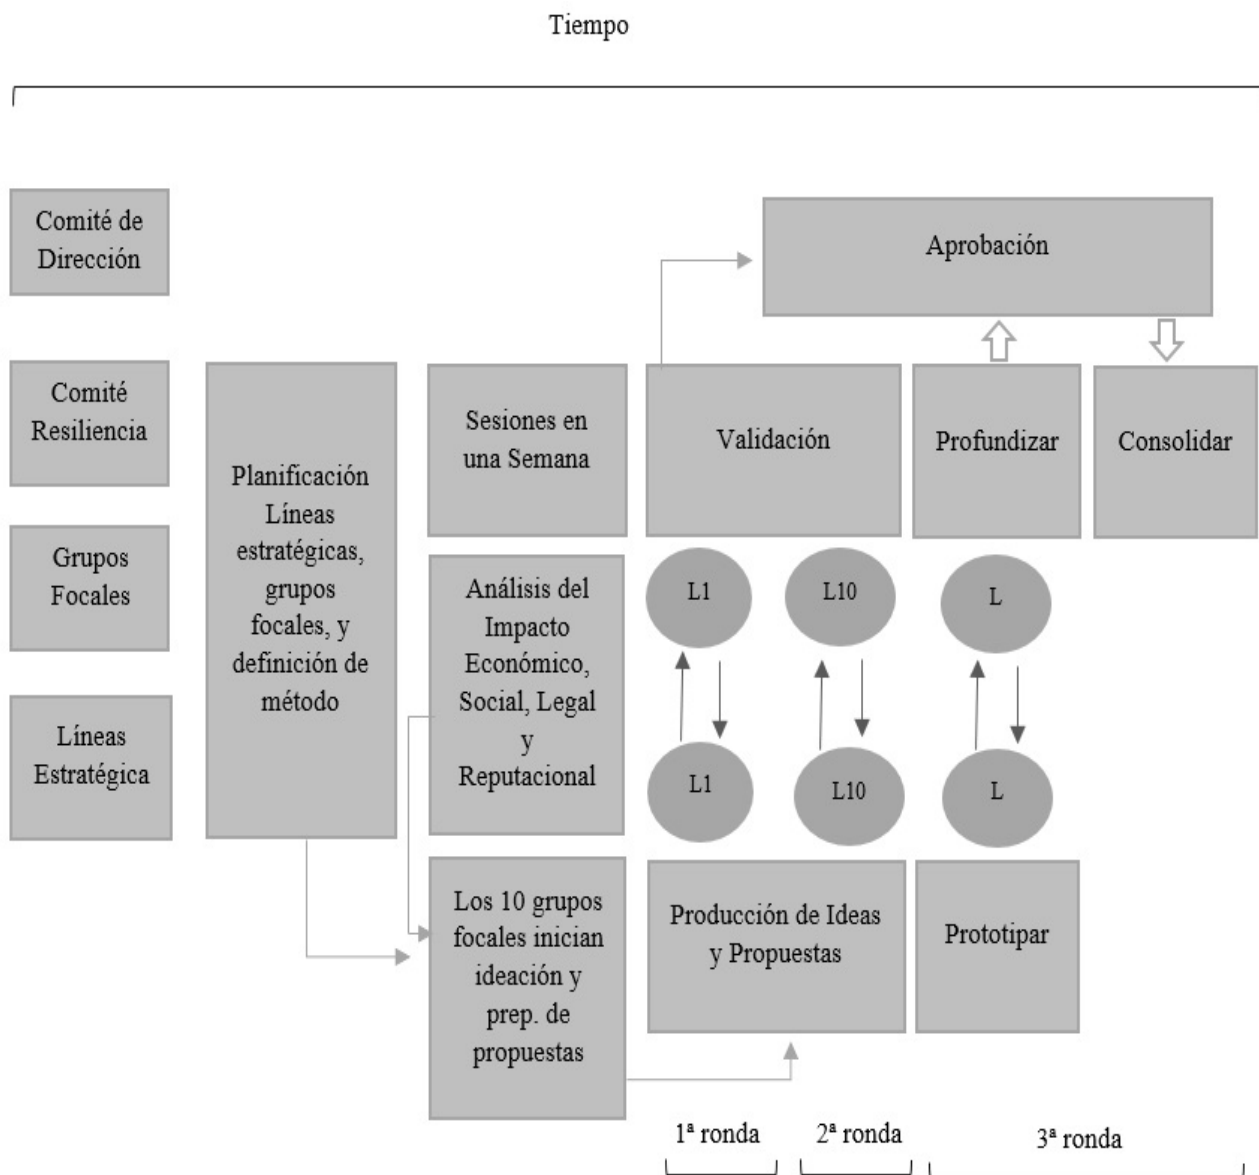 Tiempo
Comité de
Dirección
Aprobación
Comité
Resiliencia
Grupos
Focales
Líneas
Estratégica
Planificación
Líneas
estratégicas,
grupos
focales, y
definición de
método
Sesiones en
una Semana
Análisis del
Impacto
Económico,
Social, Legal
y
Reputacional
Los 10 grupos
focales inician
ideación y
prep. de
propuestas
Validación
Profundizar
Consolidar
L1
L10
L
L1
L10
L
Producción de Ideas
y Propuestas
Prototipar
1ª ronda
2ª ronda
3ª ronda